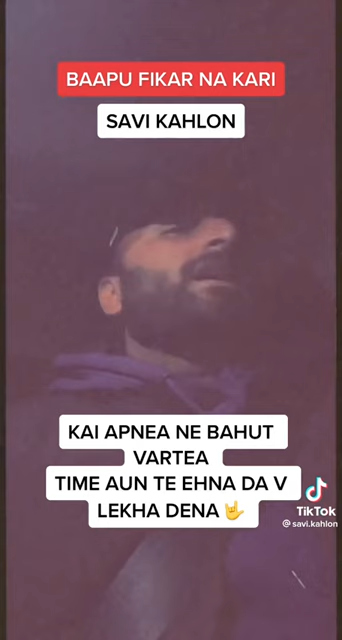 BAAPU FIKAR NA KARI
SAVI KAHLON
KAI APNEA NE BAHUT
VARTEA
TIME AUN TE EHNA DA V
LEKHA DENA🤟
TikTok
@savi.kahlon